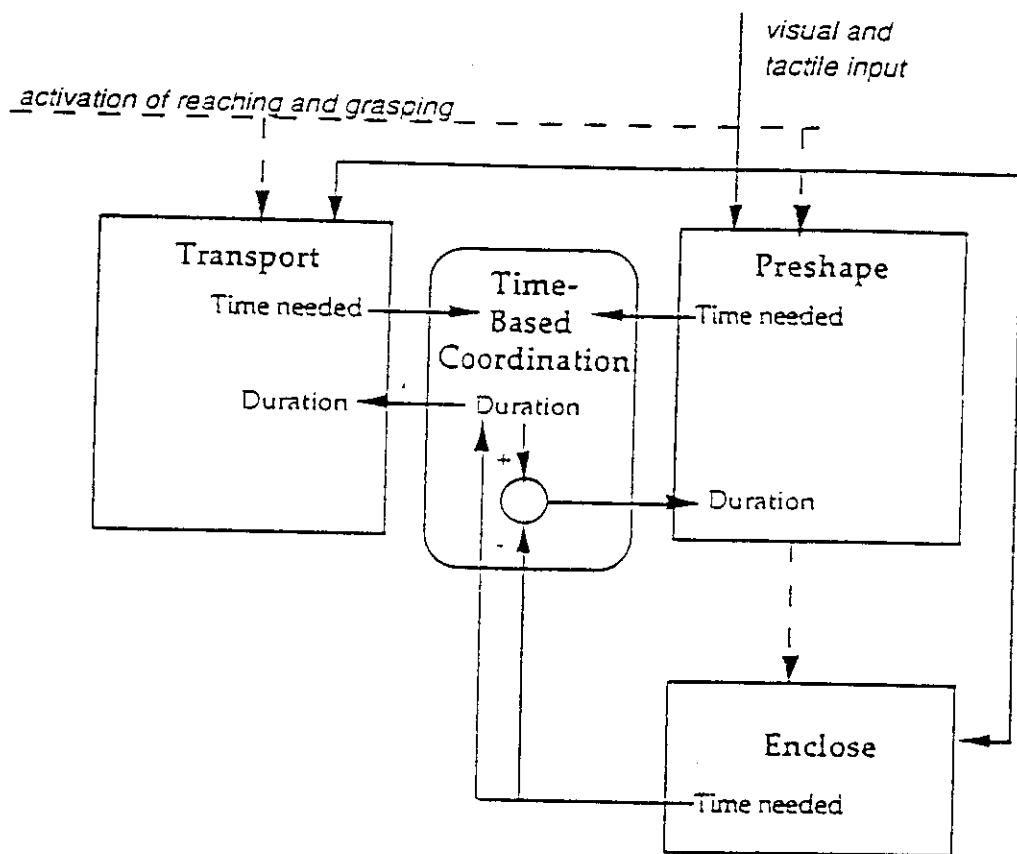 visual and
tactile input
activation of reaching and grasping
Transport
Time needed
Duration
Time-
Based
Coordination
Duration
+
-
Preshape
Time needed
Duration
Enclose
Time needed